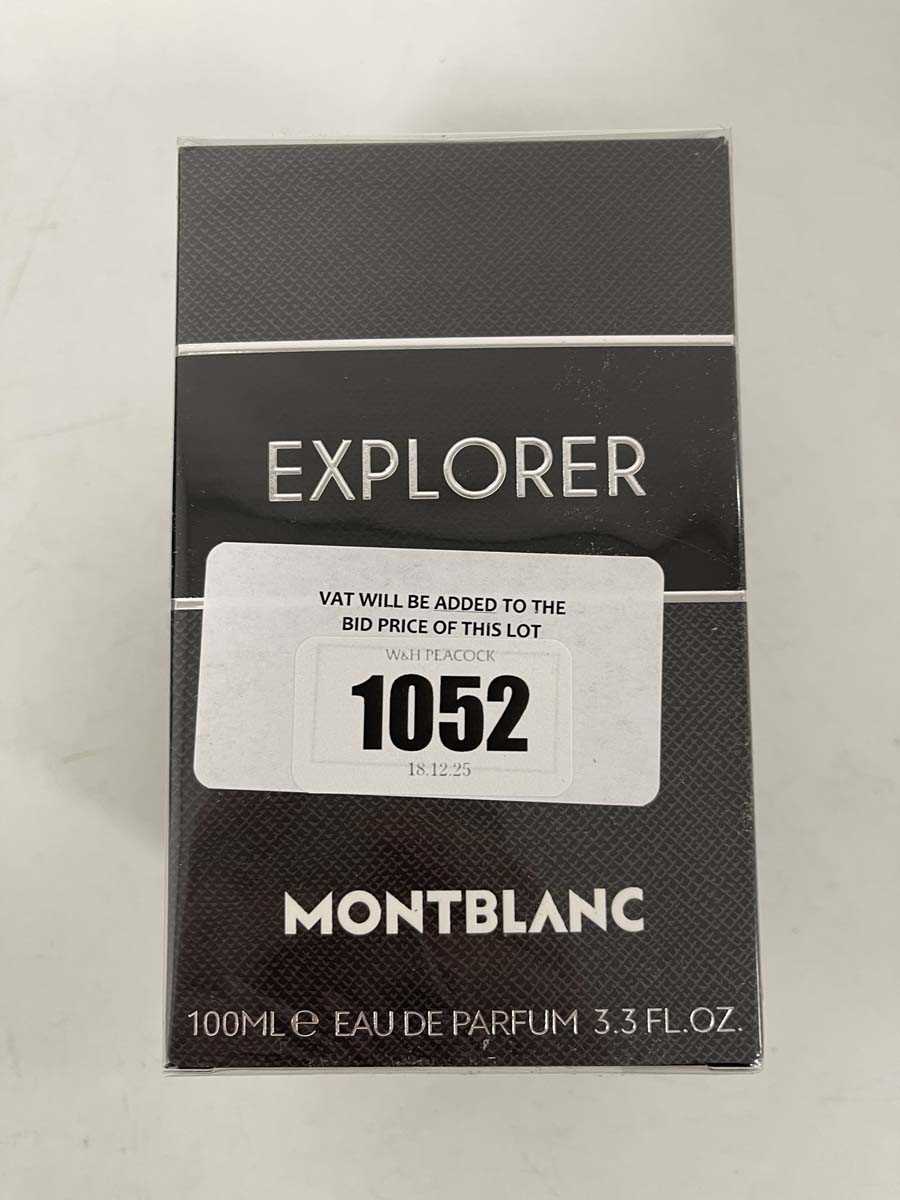 EXPLORER
VAT WILL BE ADDED TO THE
BID PRICE OF THIS LOT
W&H PEACOCK
1052
18.12.25
MONTBLANC
100ML e EAU DE PARFUM 3.3 FL.OZ.